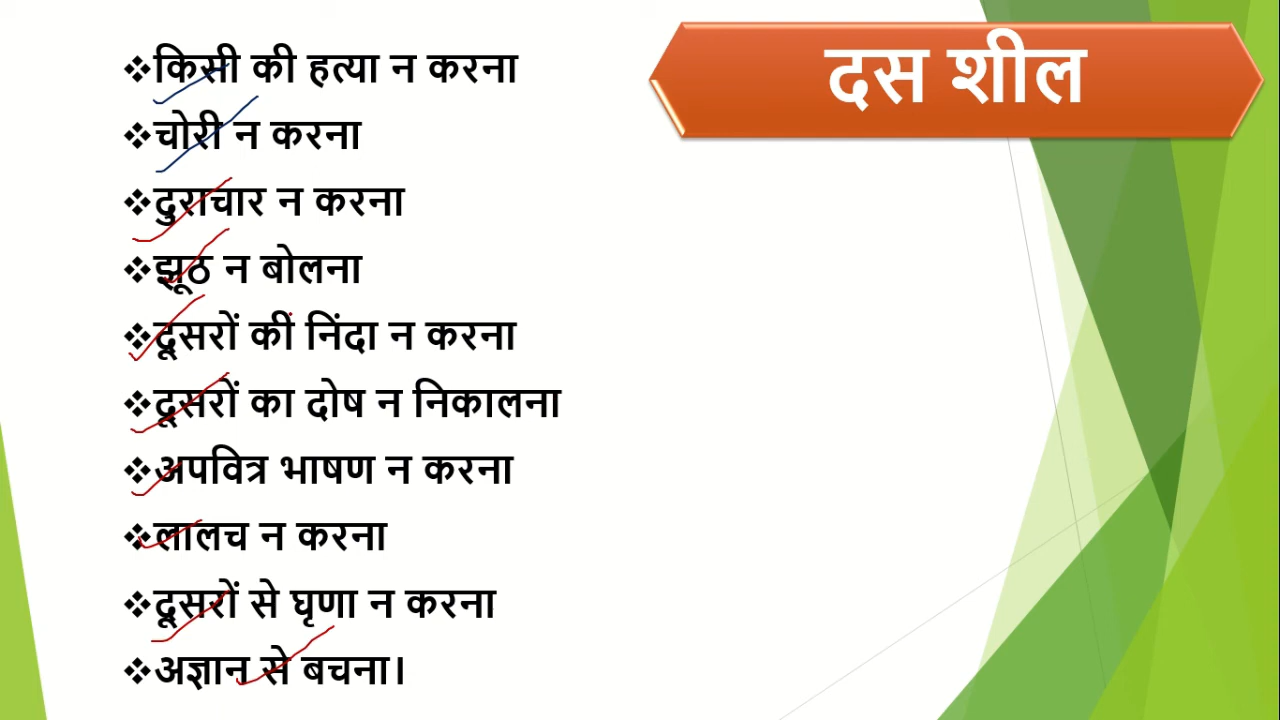 दस शील
❖किसी की हत्या न करना
❖चोरी न करना
❖दुराचार न करना
❖झूठ न बोलना
❖दूसरों कीं निंदा न करना
❖दूसरों का दोष न निकालना
❖अपवित्र भाषण न करना
❖लालच न करना
❖दूसरों से घृणा न करना
❖अज्ञान से बचना।